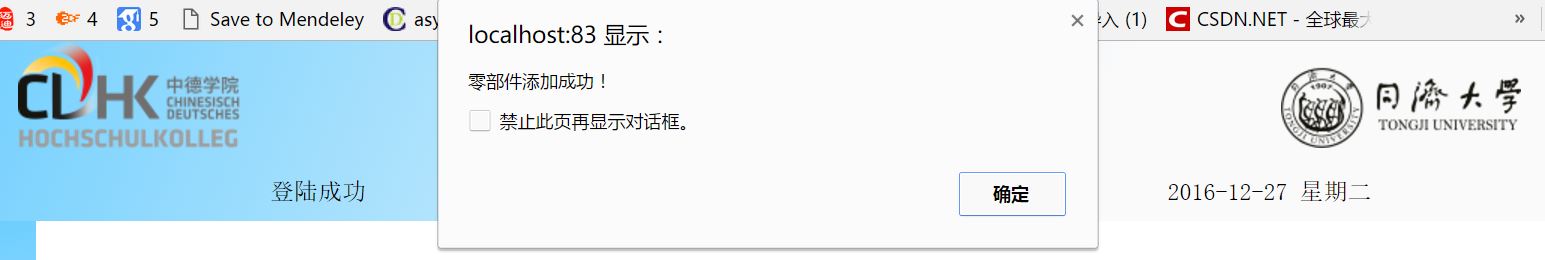 3 4 5 Save to Mendeley asy 导入 (1) CSDN.NET - 全球最大 »
localhost:83 显示：
零部件添加成功！
禁止此页再显示对话框。
确定
CDHK 中德学院
CHINESISCH
DEUTSCHES
HOCHSCHULKOLLEG
同濟大學
TONGJI UNIVERSITY
登陆成功
2016-12-27 星期二